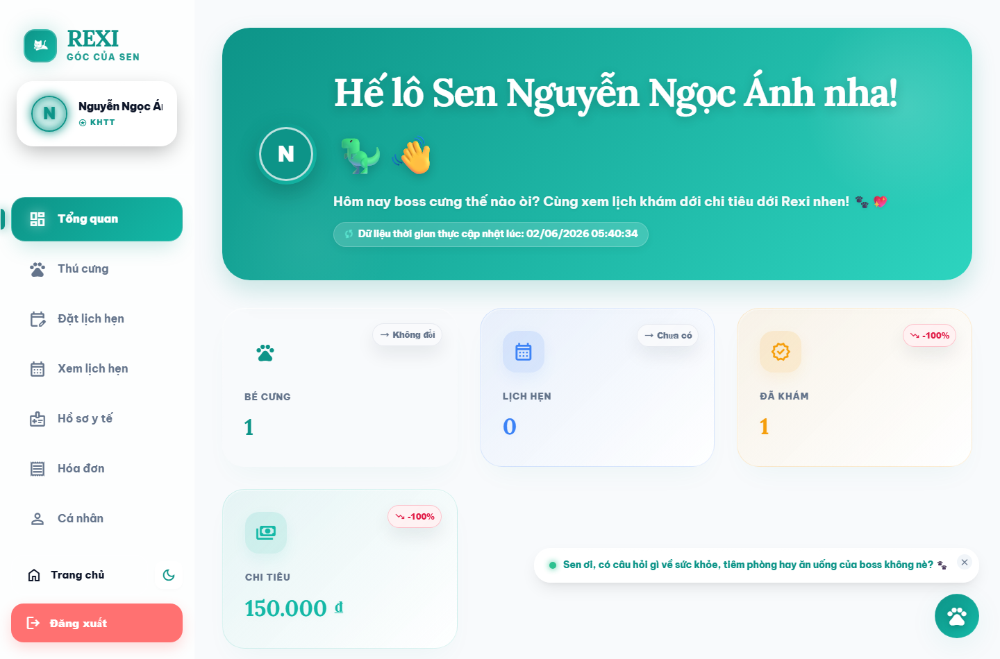 REXI
GÓC CỦA SEN
N
Nguyễn Ngọc Án
KHTT
Tổng quan
Thú cưng
Đặt lịch hẹn
Xem lịch hẹn
Hồ sơ y tế
Hóa đơn
Cá nhân
Trang chủ
Đăng xuất
N
Hế lô Sen Nguyễn Ngọc Ánh nha!
🦖 👋
Hôm nay boss cưng thế nào òi? Cùng xem lịch khám dới chi tiêu dới Rexi nhen! 🐾 💖
Dữ liệu thời gian thực cập nhật lúc: 02/06/2026 05:40:34
→ Không đổi
BÉ CƯNG
1
→ Chưa có
LỊCH HẸN
0
-100%
ĐÃ KHÁM
1
-100%
CHI TIÊU
150.000 ₫
Sen ơi, có câu hỏi gì về sức khỏe, tiêm phòng hay ăn uống của boss không nè? 🐾